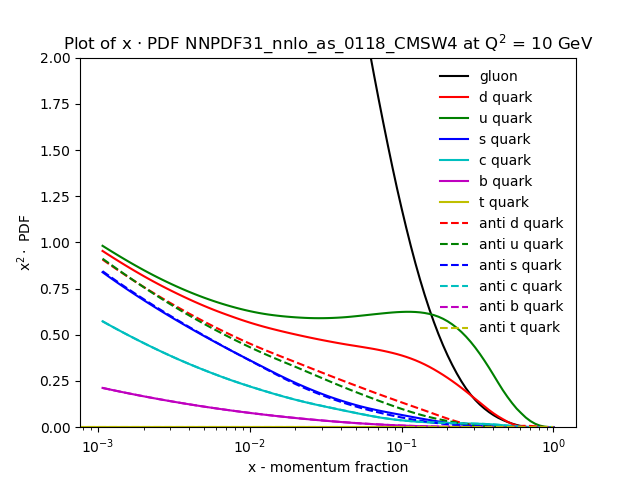 Plot of x · PDF NNPDF31_nnlo_as_0118_CMSW4 at Q² = 10 GeV
x² · PDF
2.00
1.75
1.50
1.25
1.00
0.75
0.50
0.25
0.00
10⁻³
10⁻²
10⁻¹
10⁰
x - momentum fraction
gluon
d quark
u quark
s quark
c quark
b quark
t quark
anti d quark
anti u quark
anti s quark
anti c quark
anti b quark
anti t quark